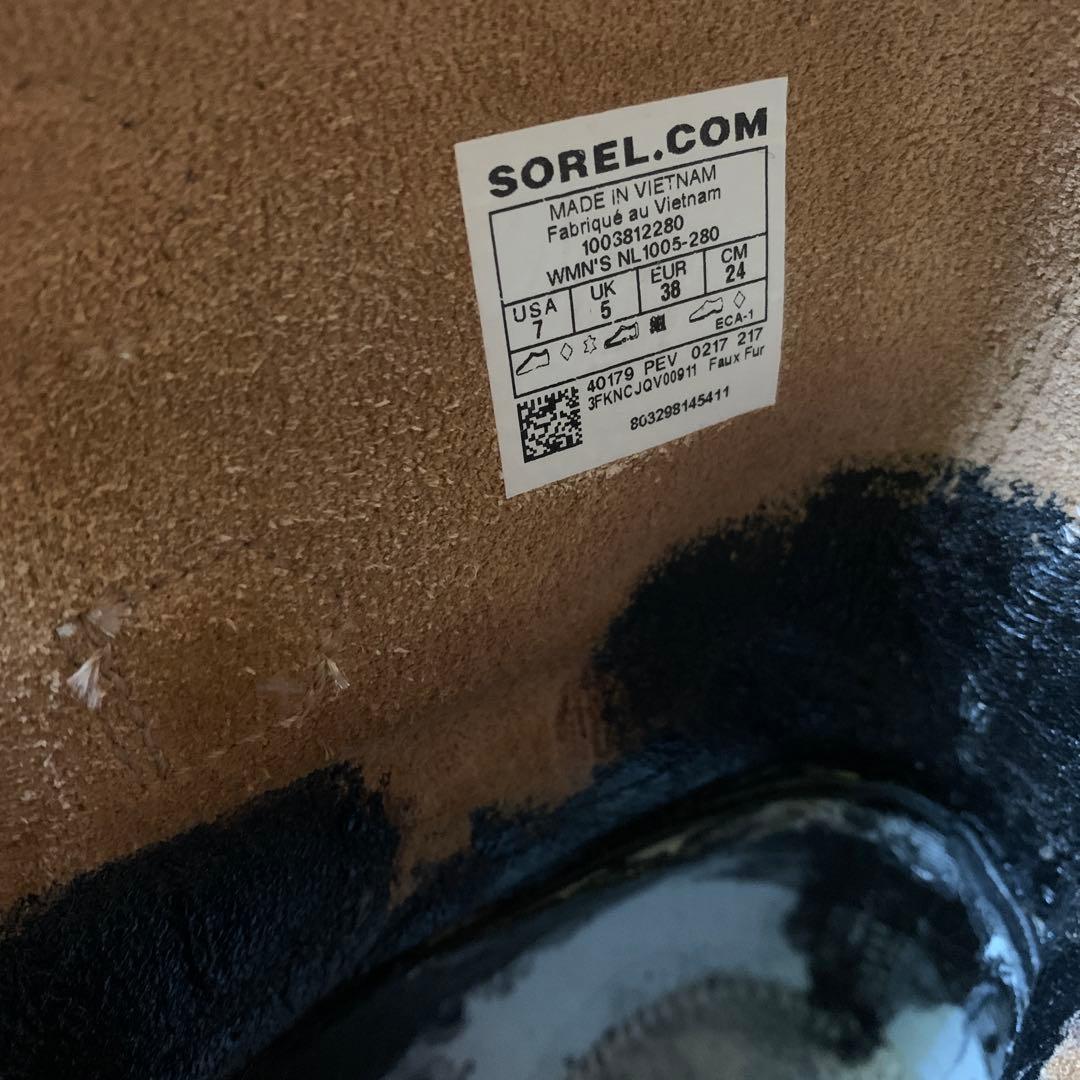 SOREL.COM
MADE IN VIETNAM
Fabriqué au Vietnam
1003812280
WMN'S NL1005-280
USA UK EUR CM
7 5 38 24
ECA-1
40179 PEV 0217 217
3FKNCJQV00911 Faux Fur
803298145411